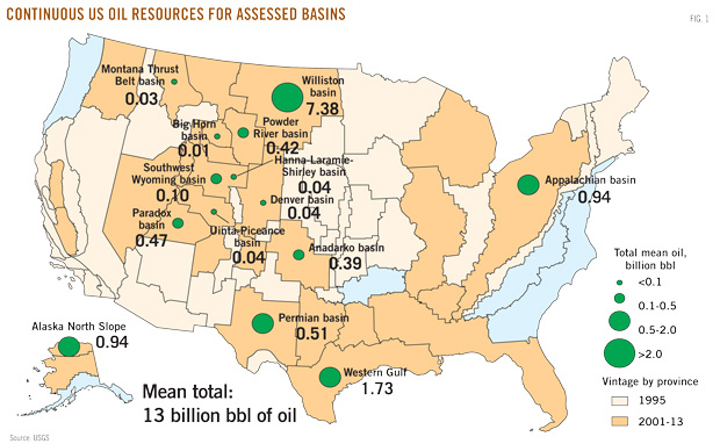 CONTINUOUS US OIL RESOURCES FOR ASSESSED BASINS
FIG. 1
Montana Thrust
Belt basin
0.03
Williston
basin
7.38
Big Horn
basin
0.01
Powder
River basin
0.42
Hanna-Laramie-
Shirley basin
0.04
Southwest
Wyoming basin
0.10
Denver basin
0.04
Paradox
basin
0.47
Uinta-Piceance
basin
0.04
Anadarko basin
0.39
Appalachian basin
0.94
Permian basin
0.51
Western Gulf
1.73
Alaska North Slope
0.94
Mean total:
13 billion bbl of oil
Total mean oil,
billion bbl
<0.1
0.1-0.5
0.5-2.0
>2.0
Vintage by province
1995
2001-13
Source: USGS